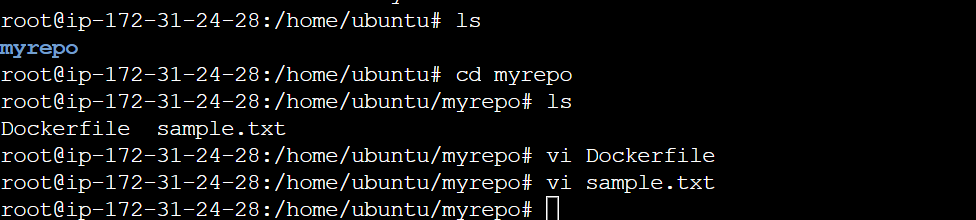 root@ip-172-31-24-28:/home/ubuntu# ls
myrepo
root@ip-172-31-24-28:/home/ubuntu# cd myrepo
root@ip-172-31-24-28:/home/ubuntu/myrepo# ls
Dockerfile  sample.txt
root@ip-172-31-24-28:/home/ubuntu/myrepo# vi Dockerfile
root@ip-172-31-24-28:/home/ubuntu/myrepo# vi sample.txt
root@ip-172-31-24-28:/home/ubuntu/myrepo#